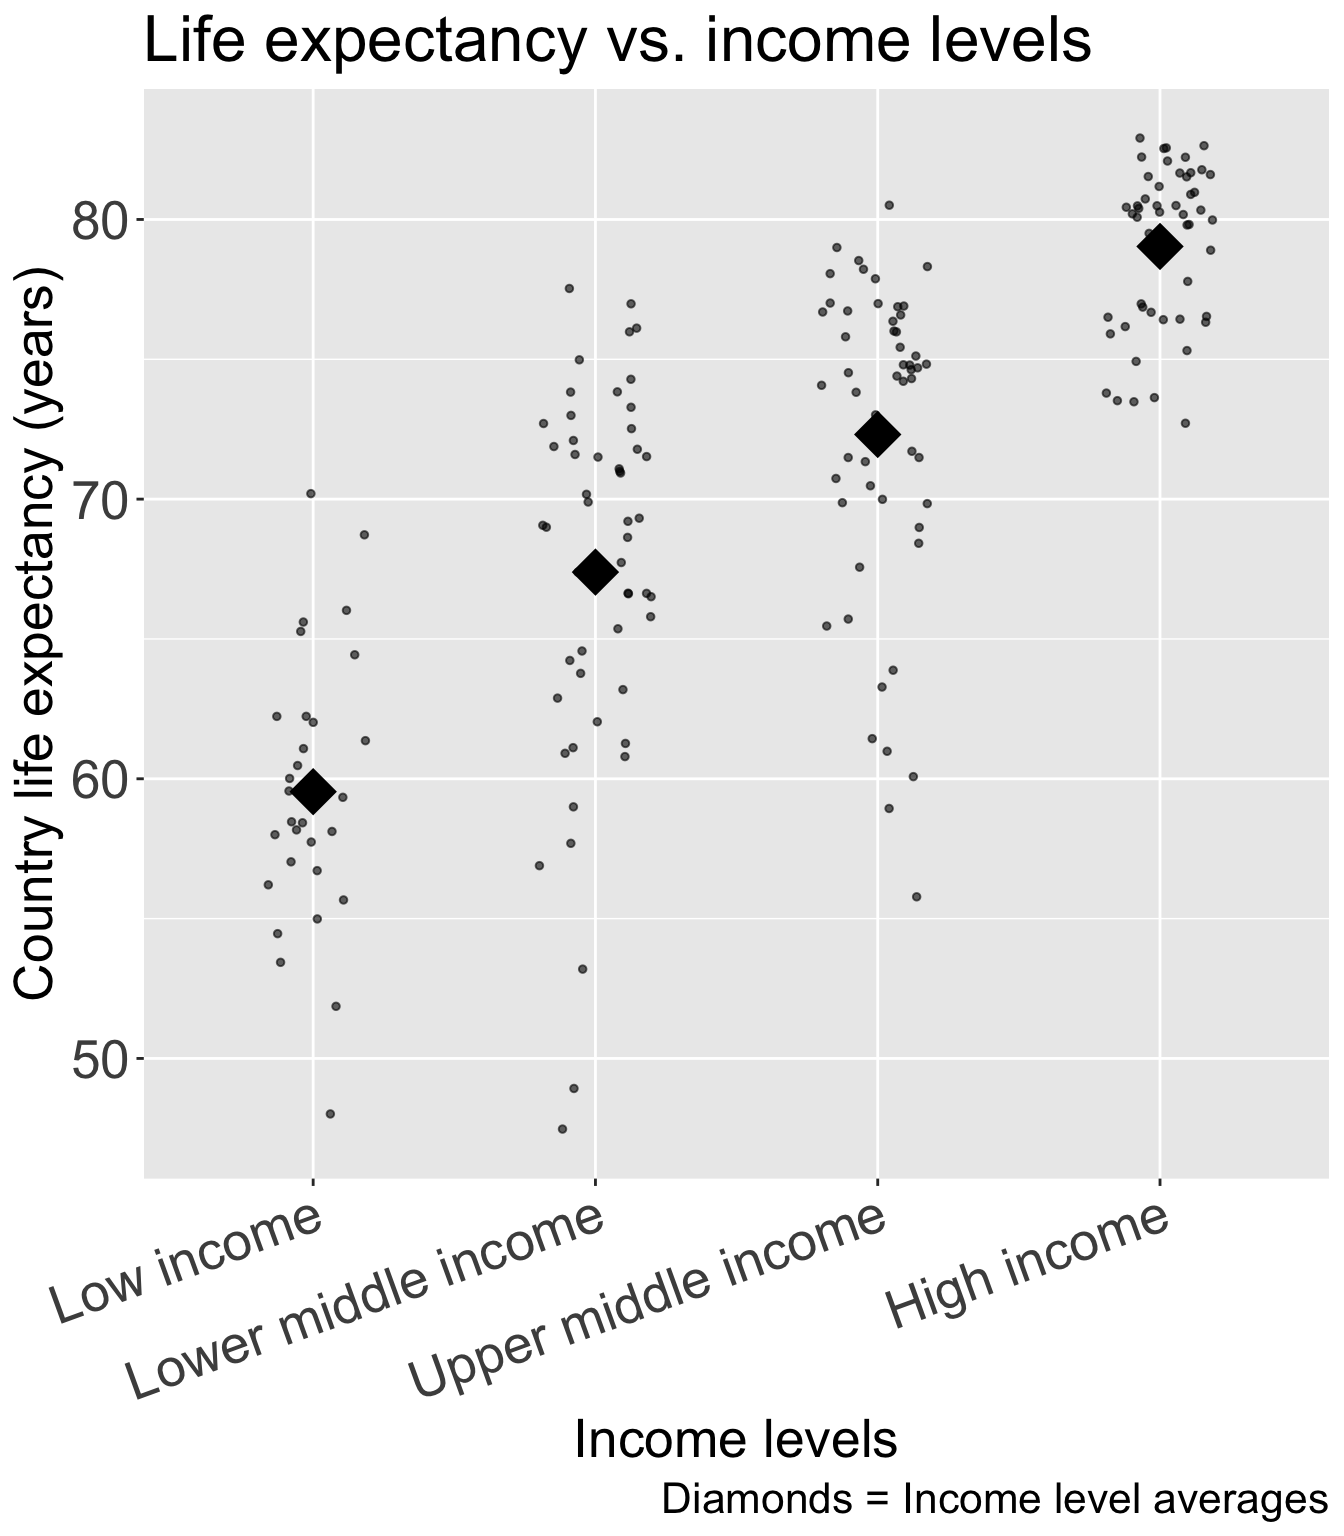 Life expectancy vs. income levels
Country life expectancy (years)
80
70
60
50
Low income
Lower middle income
Upper middle income
High income
Income levels
Diamonds = Income level averages